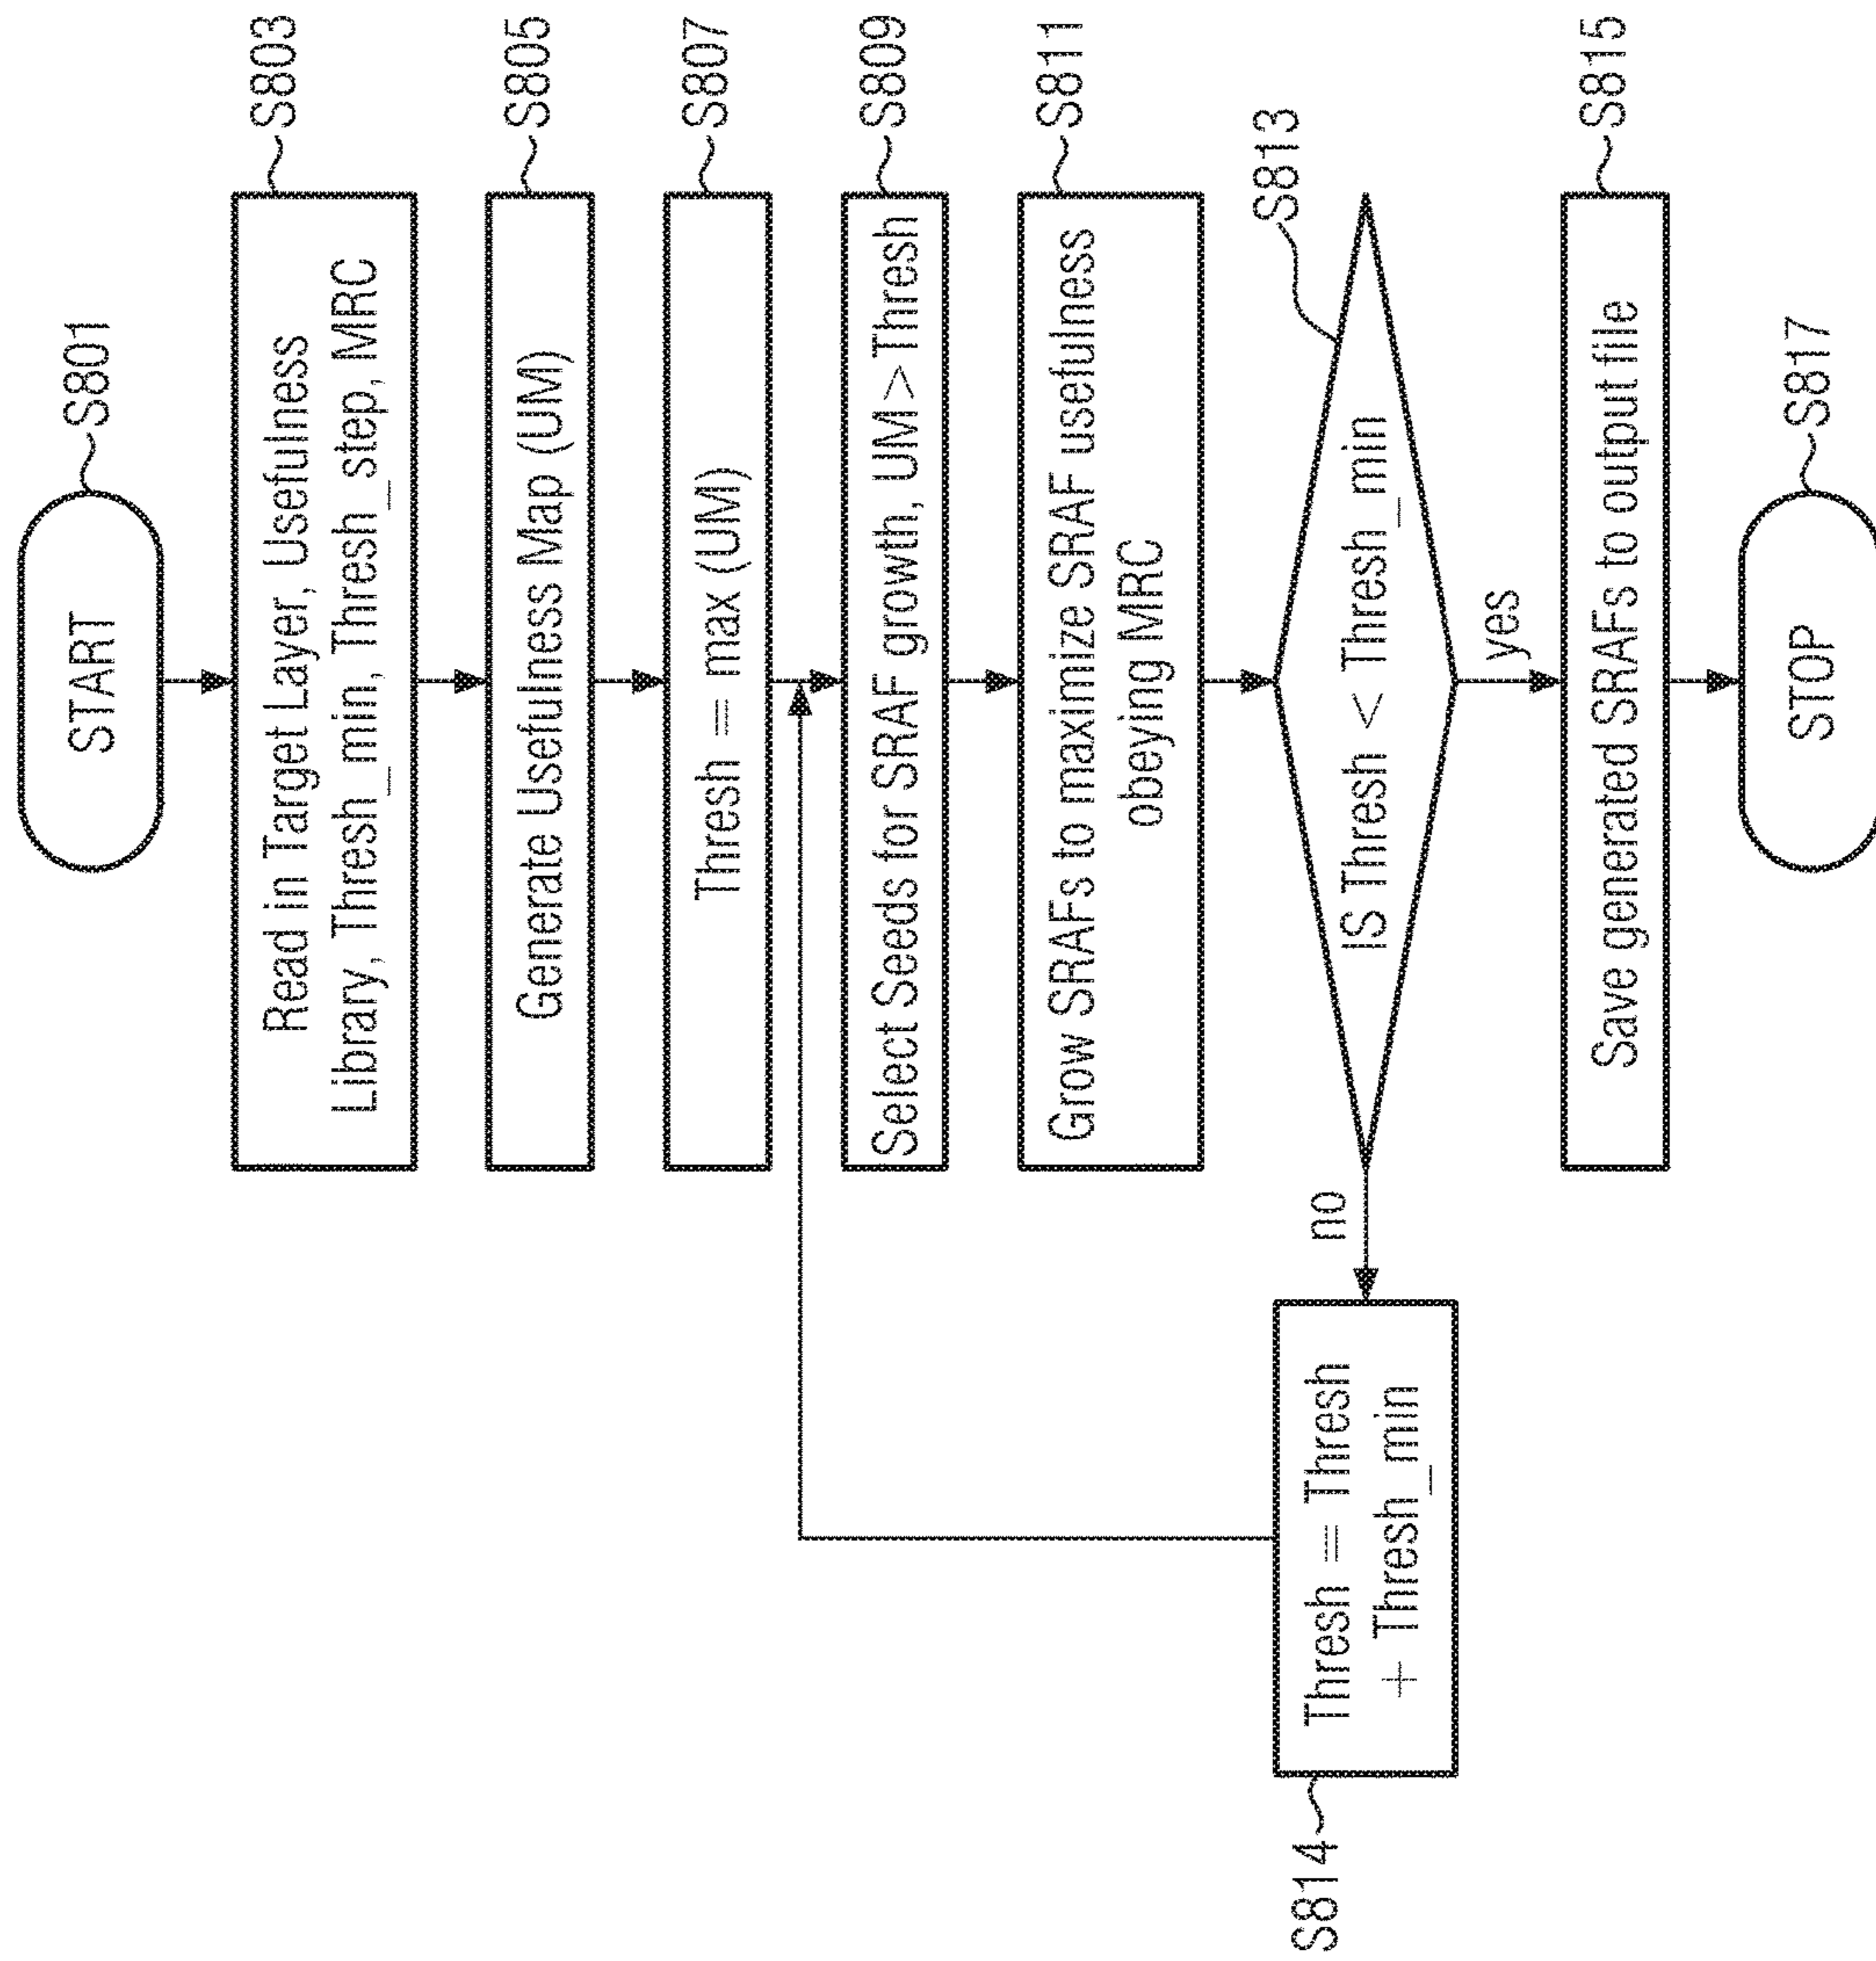 START
S801
Read in Target Layer, Usefulness
Library, Thresh_min, Thresh_step, MRC
S803
Generate Usefulness Map (UM)
S805
Thresh = max (UM)
S807
Select Seeds for SRAF growth, UM>Thresh
S809
Grow SRAFs to maximize SRAF usefulness
obeying MRC
S811
IS Thresh < Thresh_min
S813
no
Thresh = Thresh
+ Thresh_min
S814
yes
Save generated SRAFs to output file
S815
STOP
S817